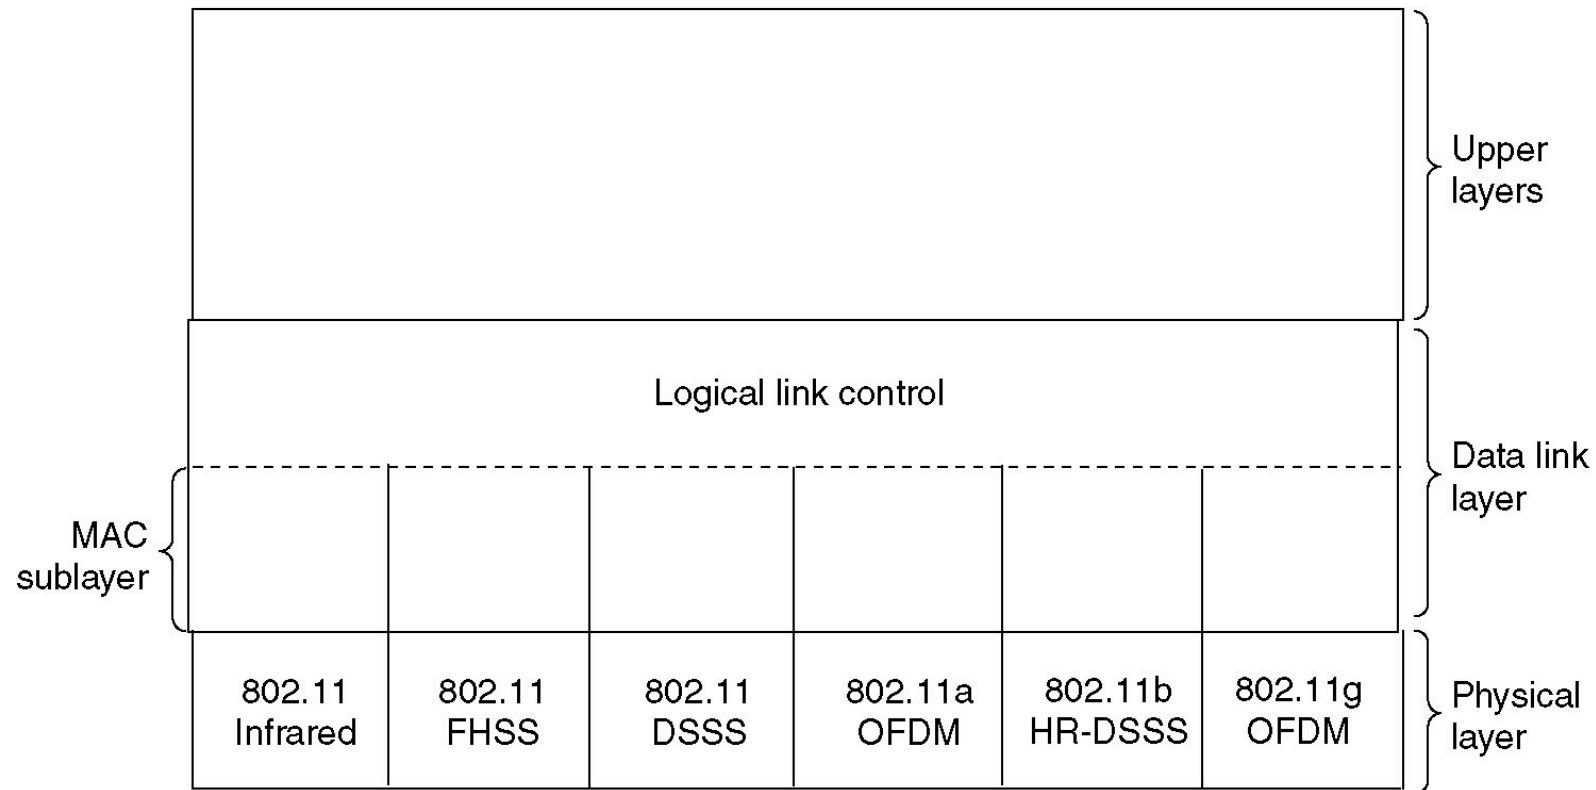 Upper
layers
Logical link control
Data link
layer
MAC
sublayer
802.11
Infrared
802.11
FHSS
802.11
DSSS
802.11a
OFDM
802.11b
HR-DSSS
802.11g
OFDM
Physical
layer